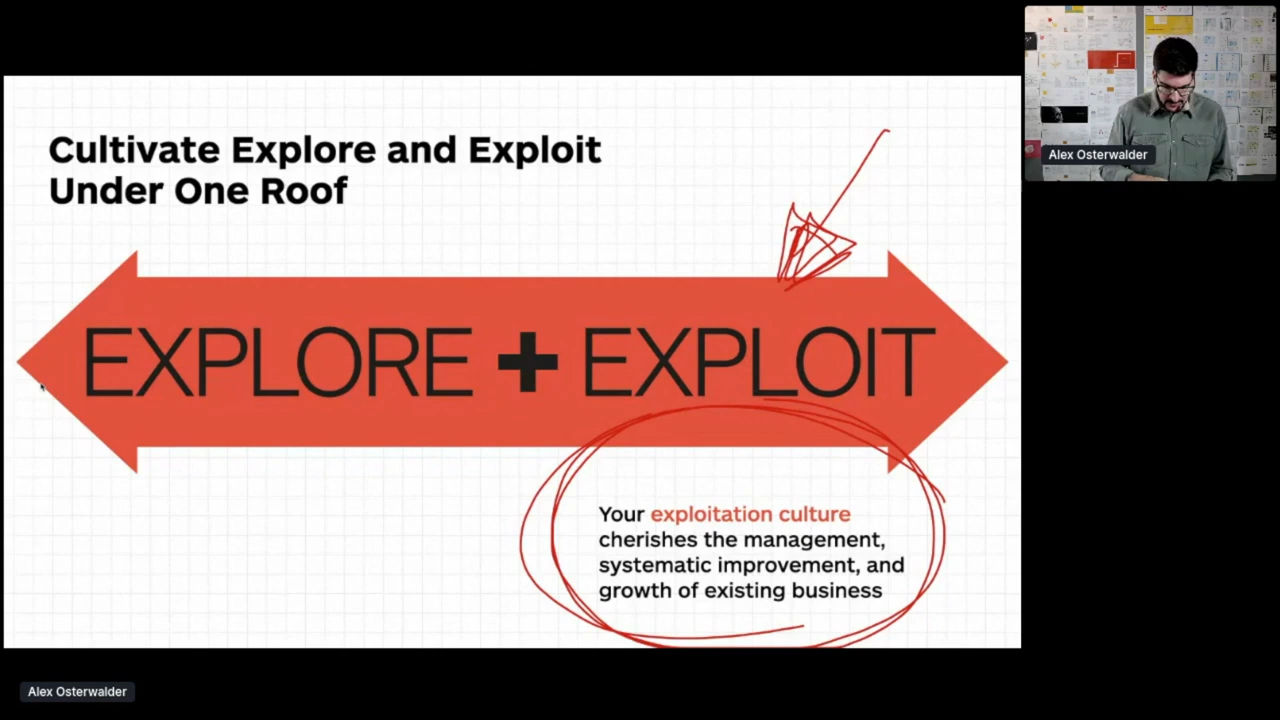 Cultivate Explore and Exploit
Under One Roof
EXPLORE + EXPLOIT
Your exploitation culture
cherishes the management,
systematic improvement, and
growth of existing business
Alex Osterwalder
Alex Osterwalder